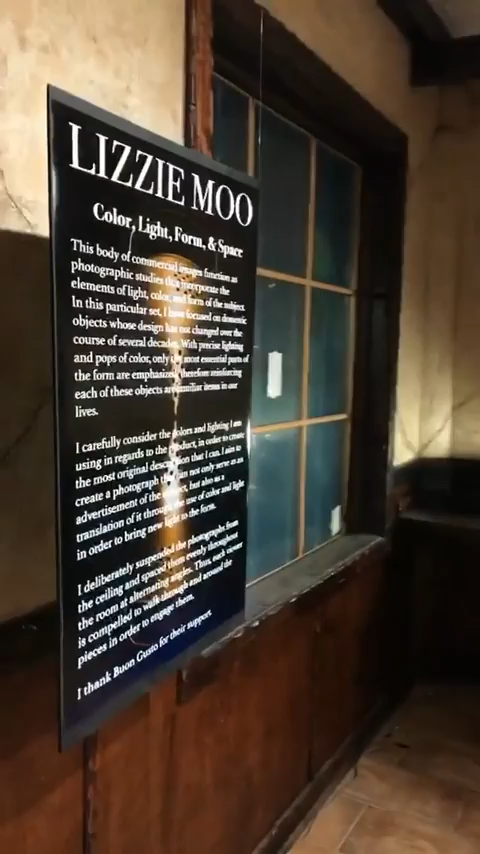 LIZZIE MOO
Color, Light, Form, & Space
This body of commercial images function as
photographic studies that incorporate the
elements of light, color, and form of the subject.
In this particular set, I have focused on domestic
objects whose design has not changed over the
course of several decades. With precise lighting
and pops of color, only the most essential parts of
the form are emphasized, therefore reinforcing
each of these objects as familiar items in our
lives.
I carefully consider the colors and lighting I am
using in regards to the product, in order to create
the most original description that I can. I aim to
create a photograph that can not only serve as an
advertisement of the object, but also as a
translation of it through the use of color and light
in order to bring new light to the form.
I deliberately suspended the photographs from
the ceiling and spaced them evenly throughout
the room at alternating angles. Thus, each viewer
is compelled to walk through and around the
pieces in order to engage them.
I thank Buon Gusto for their support.